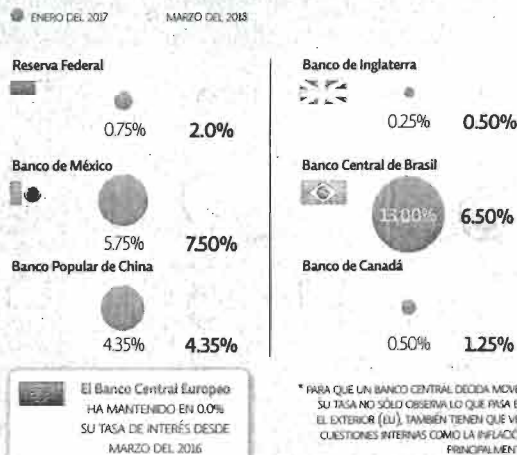 ENERO DEL 2017
MARZO DEL 2018
Reserva Federal
0.75% 2.0%
Banco de México
5.75% 7.50%
Banco Popular de China
4.35% 4.35%
El Banco Central Europeo
HA MANTENIDO EN 0.0%
SU TASA DE INTERÉS DESDE
MARZO DEL 2016
Banco de Inglaterra
0.25% 0.50%
Banco Central de Brasil
13.00% 6.50%
Banco de Canadá
0.50% 1.25%
* PARA QUE UN BANCO CENTRAL DECIDA
SU TASA NO SÓLO OBSERVA LO QUE PASA
EL EXTERIOR (EU), TAMBIÉN TIENEN QUE
CUESTIONES INTERNAS COMO LA